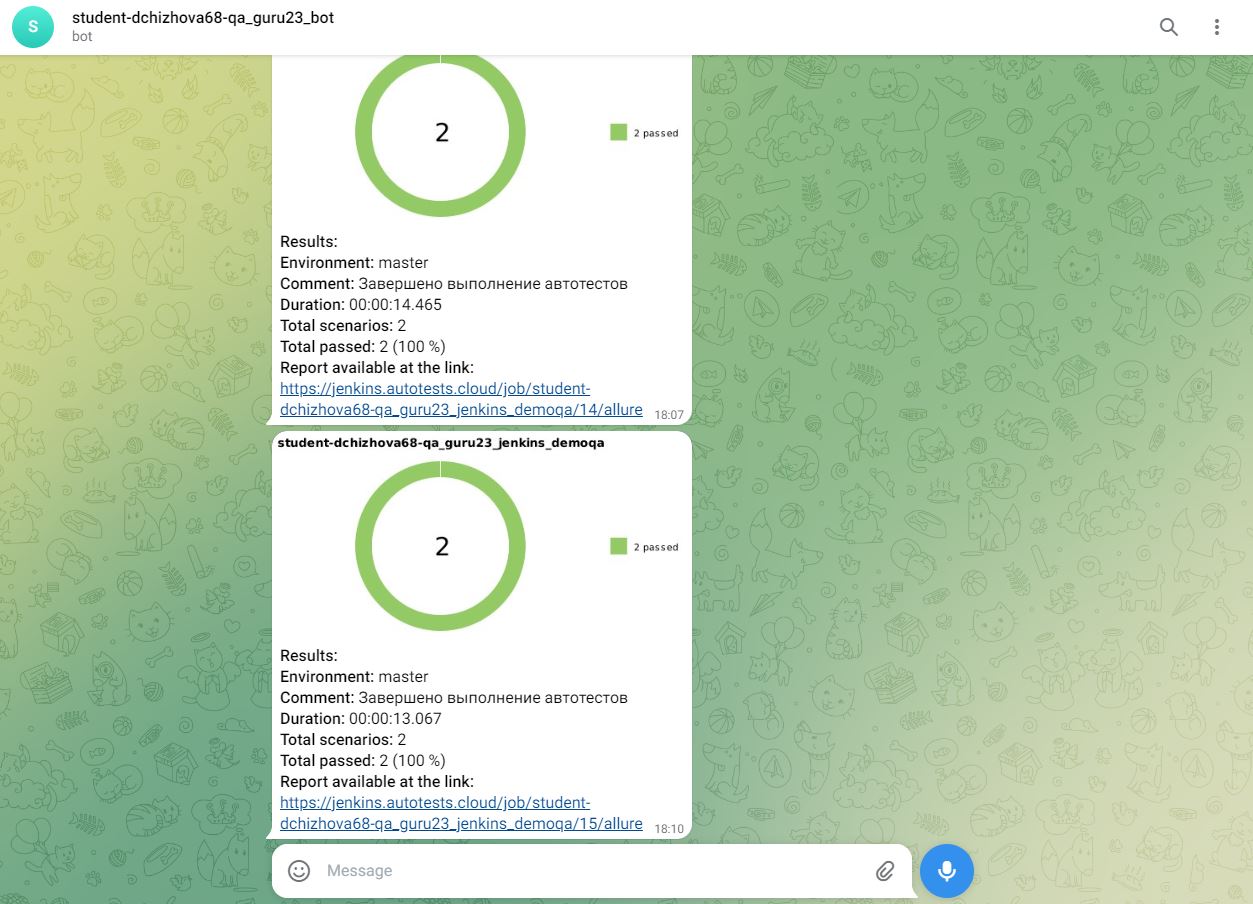 S
student-dchizhova68-qa_guru23_bot
bot
2
2 passed
Results:
Environment: master
Comment: Завершено выполнение автотестов
Duration: 00:00:14.465
Total scenarios: 2
Total passed: 2 (100 %)
Report available at the link:
https://jenkins.autotests.cloud/job/student-
dchizhova68-qa_guru23_jenkins_demoqa/14/allure
18:07
student-dchizhova68-qa_guru23_jenkins_demoqa
2
2 passed
Results:
Environment: master
Comment: Завершено выполнение автотестов
Duration: 00:00:13.067
Total scenarios: 2
Total passed: 2 (100 %)
Report available at the link:
https://jenkins.autotests.cloud/job/student-
dchizhova68-qa_guru23_jenkins_demoqa/15/allure
18:10
Message